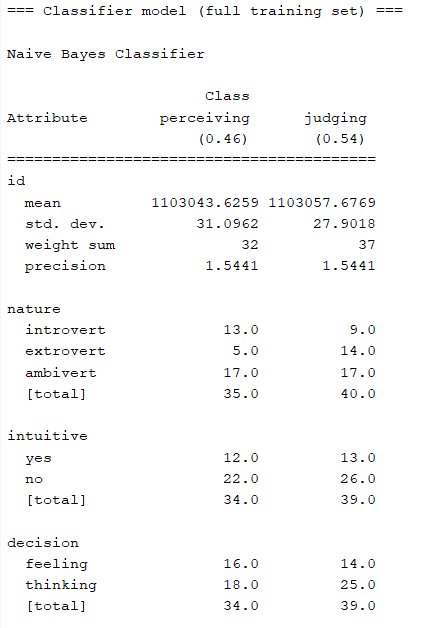 === Classifier model (full training set) ===
Naive Bayes Classifier
Class
Attribute perceiving judging
(0.46) (0.54)
=========================================
id
mean 1103043.6259 1103057.6769
std. dev. 31.0962 27.9018
weight sum 32 37
precision 1.5441 1.5441
nature
introvert 13.0 9.0
extrovert 5.0 14.0
ambivert 17.0 17.0
[total] 35.0 40.0
intuitive
yes 12.0 13.0
no 22.0 26.0
[total] 34.0 39.0
decision
feeling 16.0 14.0
thinking 18.0 25.0
[total] 34.0 39.0